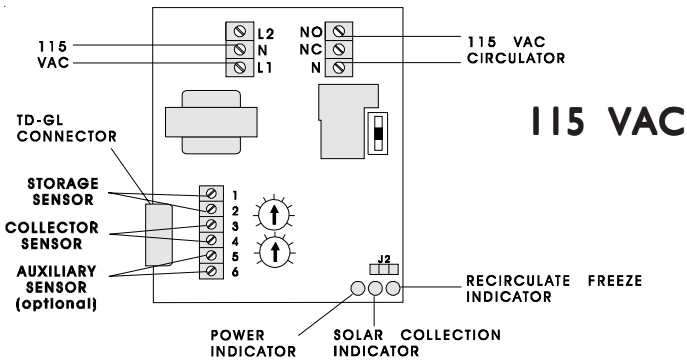 L2
N
L1
NO
NC
N
115
VAC
115 VAC
CIRCULATOR
115 VAC
TD-GL
CONNECTOR
STORAGE
SENSOR
COLLECTOR
SENSOR
AUXILIARY
SENSOR
(optional)
1
2
3
4
5
6
J2
RECIRCULATE FREEZE
INDICATOR
POWER
INDICATOR
SOLAR COLLECTION
INDICATOR